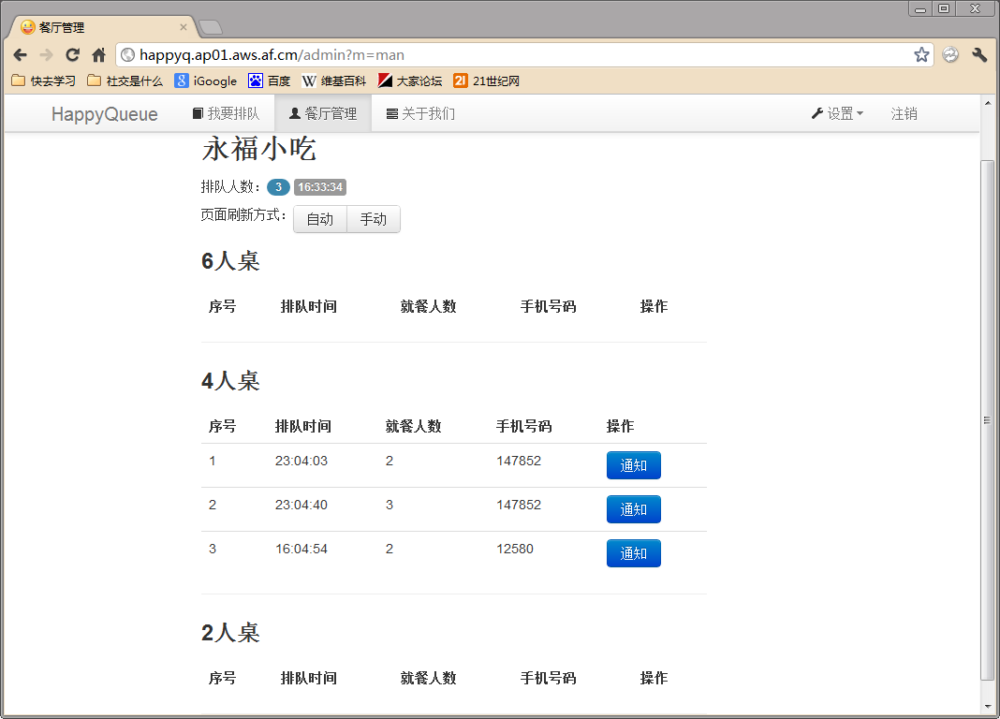 餐厅管理
happyq.ap01.aws.af.cm/admin?m=man
快去学习 社交是什么 iGoogle 百度 维基百科 大家论坛 21世纪网
HappyQueue 我要排队 餐厅管理 关于我们 设置 注销
永福小吃
排队人数： 3 16:33:34
页面刷新方式： 自动 手动
6人桌
序号 排队时间 就餐人数 手机号码 操作
4人桌
序号 排队时间 就餐人数 手机号码 操作
1 23:04:03 2 147852 通知
2 23:04:40 3 147852 通知
3 16:04:54 2 12580 通知
2人桌
序号 排队时间 就餐人数 手机号码 操作